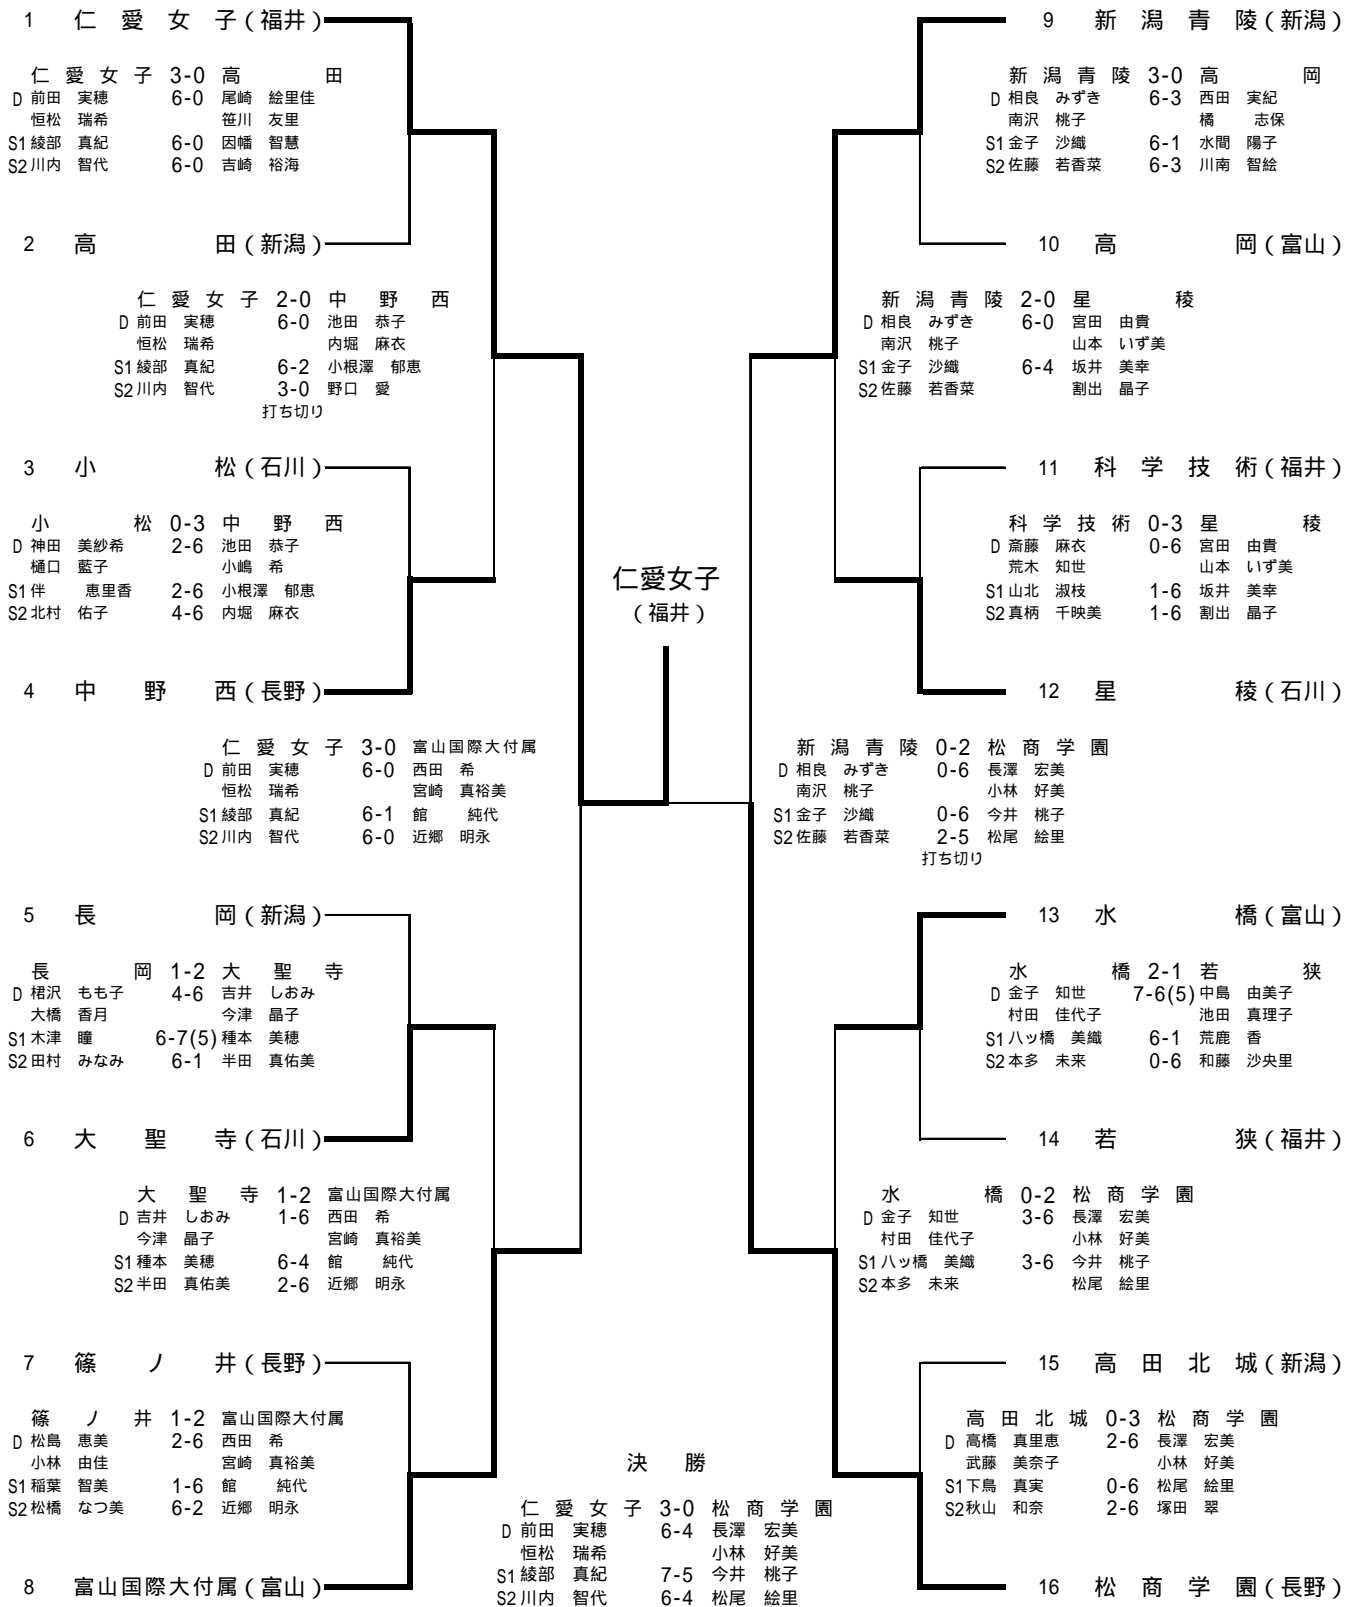 1 仁愛女子(福井)
仁愛女子 3-0 高田
D 前田 実穂 6-0 尾崎 絵里佳
恒松 瑞希 笹川 友里
S1 綾部 真紀 6-0 因幡 智慧
S2 川内 智代 6-0 吉崎 裕海
2 高田(新潟)
仁愛女子 2-0 中野西
D 前田 実穂 6-0 池田 恭子
恒松 瑞希 内堀 麻衣
S1 綾部 真紀 6-2 小根澤 郁恵
S2 川内 智代 3-0 野口 愛
打ち切り
3 小松(石川)
小松 0-3 中野西
D 神田 美紗希 2-6 池田 恭子
樋口 藍子 小嶋 希
S1 伴 恵里香 2-6 小根澤 郁恵
S2 北村 佑子 4-6 内堀 麻衣
4 中野西(長野)
仁愛女子 3-0 富山国際大付属
D 前田 実穂 6-0 西田 希
恒松 瑞希 宮崎 真裕美
S1 綾部 真紀 6-1 館 純代
S2 川内 智代 6-0 近郷 明永
5 長岡(新潟)
長岡 1-2 大聖寺
D 桾沢 もも子 4-6 吉井 しおみ
大橋 香月 今津 晶子
S1 木津 瞳 6-7(5) 種本 美穂
S2 田村 みなみ 6-1 半田 真佑美
6 大聖寺(石川)
大聖寺 1-2 富山国際大付属
D 吉井 しおみ 1-6 西田 希
今津 晶子 宮崎 真裕美
S1 種本 美穂 6-4 館 純代
S2 半田 真佑美 2-6 近郷 明永
7 篠ノ井(長野)
篠ノ井 1-2 富山国際大付属
D 松島 恵美 2-6 西田 希
小林 由佳 宮崎 真裕美
S1 稲葉 智美 1-6 館 純代
S2 松橋 なつ美 6-2 近郷 明永
8 富山国際大付属(富山)
仁愛女子
(福井)
決勝
仁愛女子 3-0 松商学園
D 前田 実穂 6-4 長澤 宏美
恒松 瑞希 小林 好美
S1 綾部 真紀 7-5 今井 桃子
S2 川内 智代 6-4 松尾 絵里
9 新潟青陵(新潟)
新潟青陵 3-0 高岡
D 相良 みずき 6-3 西田 実紀
南沢 桃子 橘 志保
S1 金子 沙織 6-1 水間 陽子
S2 佐藤 若香菜 6-3 川南 智絵
10 高岡(富山)
新潟青陵 2-0 星稜
D 相良 みずき 6-0 宮田 由貴
南沢 桃子 山本 いず美
S1 金子 沙織 6-4 坂井 美幸
S2 佐藤 若香菜 割出 晶子
11 科学技術(福井)
科学技術 0-3 星稜
D 斎藤 麻衣 0-6 宮田 由貴
荒木 知世 山本 いず美
S1 山北 淑枝 1-6 坂井 美幸
S2 真柄 千映美 1-6 割出 晶子
12 星稜(石川)
新潟青陵 0-2 松商学園
D 相良 みずき 0-6 長澤 宏美
南沢 桃子 小林 好美
S1 金子 沙織 0-6 今井 桃子
S2 佐藤 若香菜 2-5 松尾 絵里
打ち切り
13 水橋(富山)
水橋 2-1 若狭
D 金子 知世 7-6(5) 中島 由美子
村田 佳代子 池田 真理子
S1 八ッ橋 美織 6-1 荒鹿 香
S2 本多 未来 0-6 和藤 沙央里
14 若狭(福井)
水橋 0-2 松商学園
D 金子 知世 3-6 長澤 宏美
村田 佳代子 小林 好美
S1 八ッ橋 美織 3-6 今井 桃子
S2 本多 未来 松尾 絵里
15 高田北城(新潟)
高田北城 0-3 松商学園
D 高橋 真里恵 2-6 長澤 宏美
武藤 美奈子 小林 好美
S1 下鳥 真実 0-6 松尾 絵里
S2 秋山 和奈 2-6 塚田 翠
16 松商学園(長野)